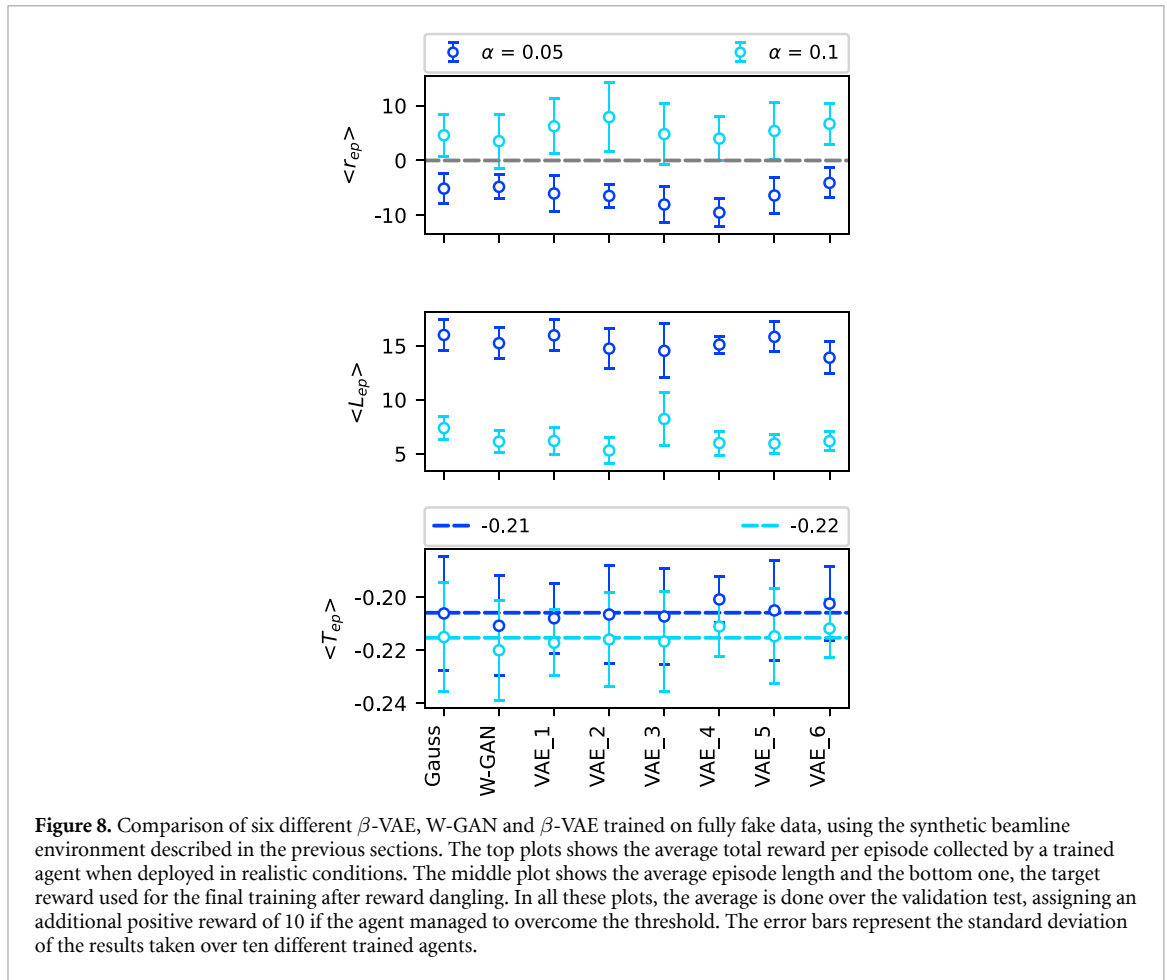 α = 0.05 α = 0.1
<r_ep>
10
0
-10
<L_ep>
15
10
5
-0.21 -0.22
<T_ep>
-0.20
-0.22
-0.24
Gauss W-GAN VAE_1 VAE_2 VAE_3 VAE_4 VAE_5 VAE_6
Figure 8. Comparison of six different β-VAE, W-GAN and β-VAE trained on fully fake data, using the synthetic beamline
environment described in the previous sections. The top plots shows the average total reward per episode collected by a trained
agent when deployed in realistic conditions. The middle plot shows the average episode length and the bottom one, the target
reward used for the final training after reward dangling. In all these plots, the average is done over the validation test, assigning an
additional positive reward of 10 if the agent managed to overcome the threshold. The error bars represent the standard deviation
of the results taken over ten different trained agents.